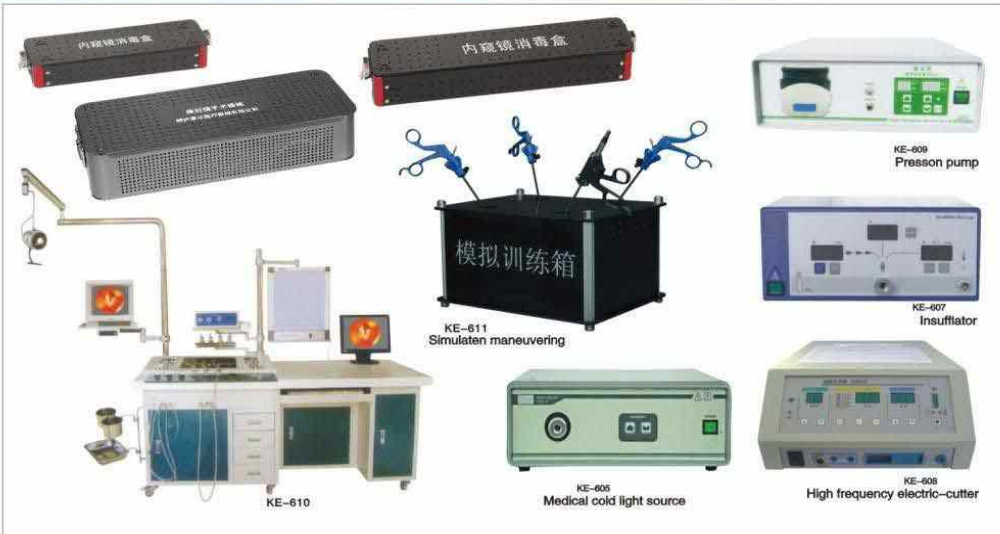 内窥镜消毒盒
内窥镜消毒盒
KE-609
Presson pump
模拟训练箱
KE-611
Simulaten maneuvering
KE-607
Insufflator
KE-610
KE-605
Medical cold light source
KE-608
High frequency electric-cutter